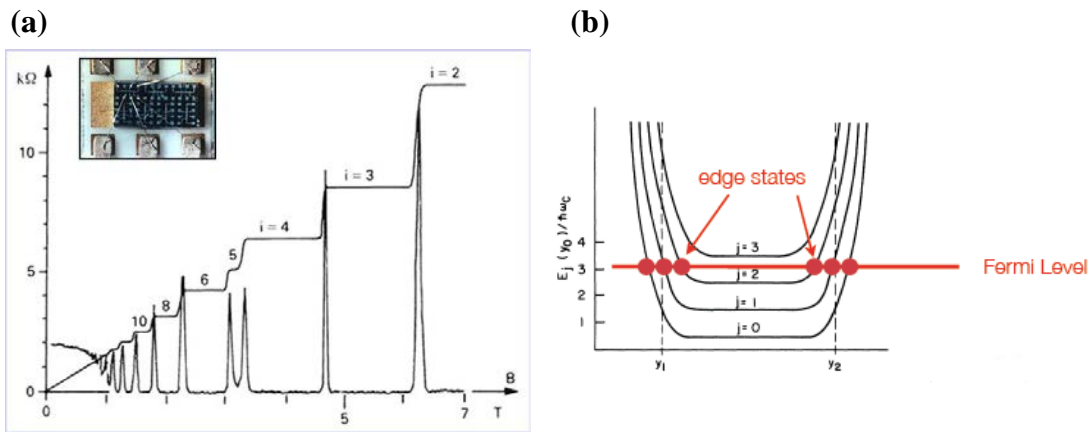 (a)
(b)
kΩ
10
5
0
i = 2
i = 3
i = 4
5
6
8
10
0
5
7
T
B
E_j (y_0) / ħω_c
4
3
2
1
edge states
j = 3
j = 2
j = 1
j = 0
Fermi Level
y_1
y_2